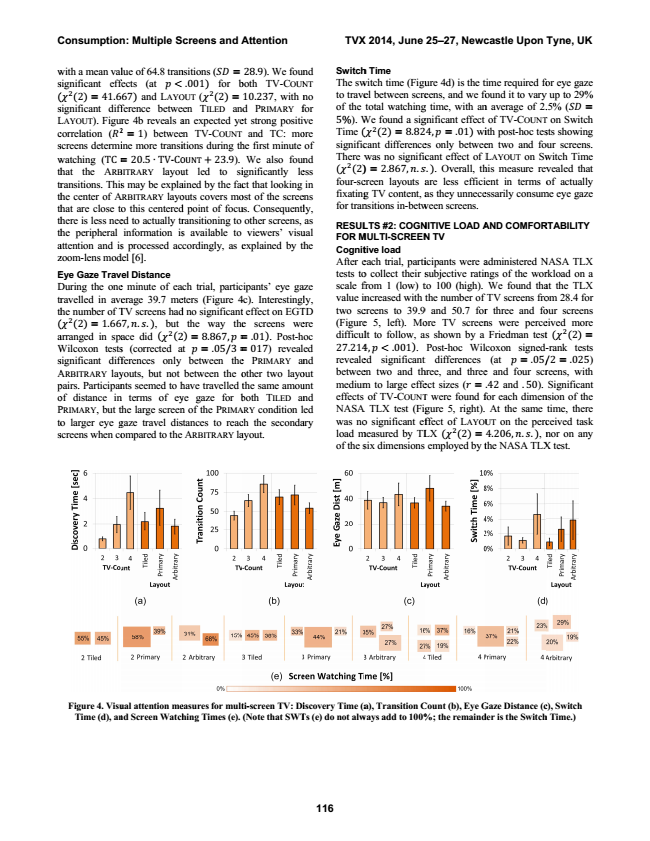 Consumption: Multiple Screens and Attention
TVX 2014, June 25–27, Newcastle Upon Tyne, UK
with a mean value of 64.8 transitions (SD = 28.9). We found
significant effects (at p < .001) for both TV-COUNT
(χ²(2) = 41.667) and LAYOUT (χ²(2) = 10.237, with no
significant difference between TILED and PRIMARY for
LAYOUT). Figure 4b reveals an expected yet strong positive
correlation (R² = 1) between TV-COUNT and TC: more
screens determine more transitions during the first minute of
watching (TC = 20.5 · TV-COUNT + 23.9). We also found
that the ARBITRARY layout led to significantly less
transitions. This may be explained by the fact that looking in
the center of ARBITRARY layouts covers most of the screens
that are close to this centered point of focus. Consequently,
there is less need to actually transitioning to other screens, as
the peripheral information is available to viewers' visual
attention and is processed accordingly, as explained by the
zoom-lens model [6].
Eye Gaze Travel Distance
During the one minute of each trial, participants' eye gaze
travelled in average 39.7 meters (Figure 4c). Interestingly,
the number of TV screens had no significant effect on EGTD
(χ²(2) = 1.667, n. s.), but the way the screens were
arranged in space did (χ²(2) = 8.867, p = .01). Post-hoc
Wilcoxon tests (corrected at p = .05/3 = 017) revealed
significant differences only between the PRIMARY and
ARBITRARY layouts, but not between the other two layout
pairs. Participants seemed to have travelled the same amount
of distance in terms of eye gaze for both TILED and
PRIMARY, but the large screen of the PRIMARY condition led
to larger eye gaze travel distances to reach the secondary
screens when compared to the ARBITRARY layout.
Switch Time
The switch time (Figure 4d) is the time required for eye gaze
to travel between screens, and we found it to vary up to 29%
of the total watching time, with an average of 2.5% (SD =
5%). We found a significant effect of TV-COUNT on Switch
Time (χ²(2) = 8.824, p = .01) with post-hoc tests showing
significant differences only between two and four screens.
There was no significant effect of LAYOUT on Switch Time
(χ²(2) = 2.867, n. s.). Overall, this measure revealed that
four-screen layouts are less efficient in terms of actually
fixating TV content, as they unnecessarily consume eye gaze
for transitions in-between screens.
RESULTS #2: COGNITIVE LOAD AND COMFORTABILITY
FOR MULTI-SCREEN TV
Cognitive load
After each trial, participants were administered NASA TLX
tests to collect their subjective ratings of the workload on a
scale from 1 (low) to 100 (high). We found that the TLX
value increased with the number of TV screens from 28.4 for
two screens to 39.9 and 50.7 for three and four screens
(Figure 5, left). More TV screens were perceived more
difficult to follow, as shown by a Friedman test (χ²(2) =
27.214, p < .001). Post-hoc Wilcoxon signed-rank tests
revealed significant differences (at p = .05/2 = .025)
between two and three, and three and four screens, with
medium to large effect sizes (r = .42 and .50). Significant
effects of TV-COUNT were found for each dimension of the
NASA TLX test (Figure 5, right). At the same time, there
was no significant effect of LAYOUT on the perceived task
load measured by TLX (χ²(2) = 4.206, n. s.), nor on any
of the six dimensions employed by the NASA TLX test.
Discovery Time [sec]
6
4
2
0
2 3 4 Tiled Primary Arbitrary
TV-Count
Layout
(a)
Transition Count
100
75
50
25
0
2 3 4 Tiled Primary Arbitrary
TV-Count
Layout
(b)
Eye Gaze Dist [m]
60
40
20
0
2 3 4 Tiled Primary Arbitrary
TV-Count
Layout
(c)
Switch Time [%]
10%
8%
6%
4%
2%
0%
2 3 4 Tiled Primary Arbitrary
TV-Count
Layout
(d)
55% 45%
2 Tiled
58% 39%
2 Primary
31% 68%
2 Arbitrary
15% 45% 38%
3 Tiled
33% 44% 21%
3 Primary
35% 27% 27%
3 Arbitrary
16% 37%
27% 19%
4 Tiled
16% 37% 21% 22%
4 Primary
23% 29%
20% 19%
4 Arbitrary
(e) Screen Watching Time [%]
0% 100%
Figure 4. Visual attention measures for multi-screen TV: Discovery Time (a), Transition Count (b), Eye Gaze Distance (c), Switch
Time (d), and Screen Watching Times (e). (Note that SWTs (e) do not always add to 100%; the remainder is the Switch Time.)
116